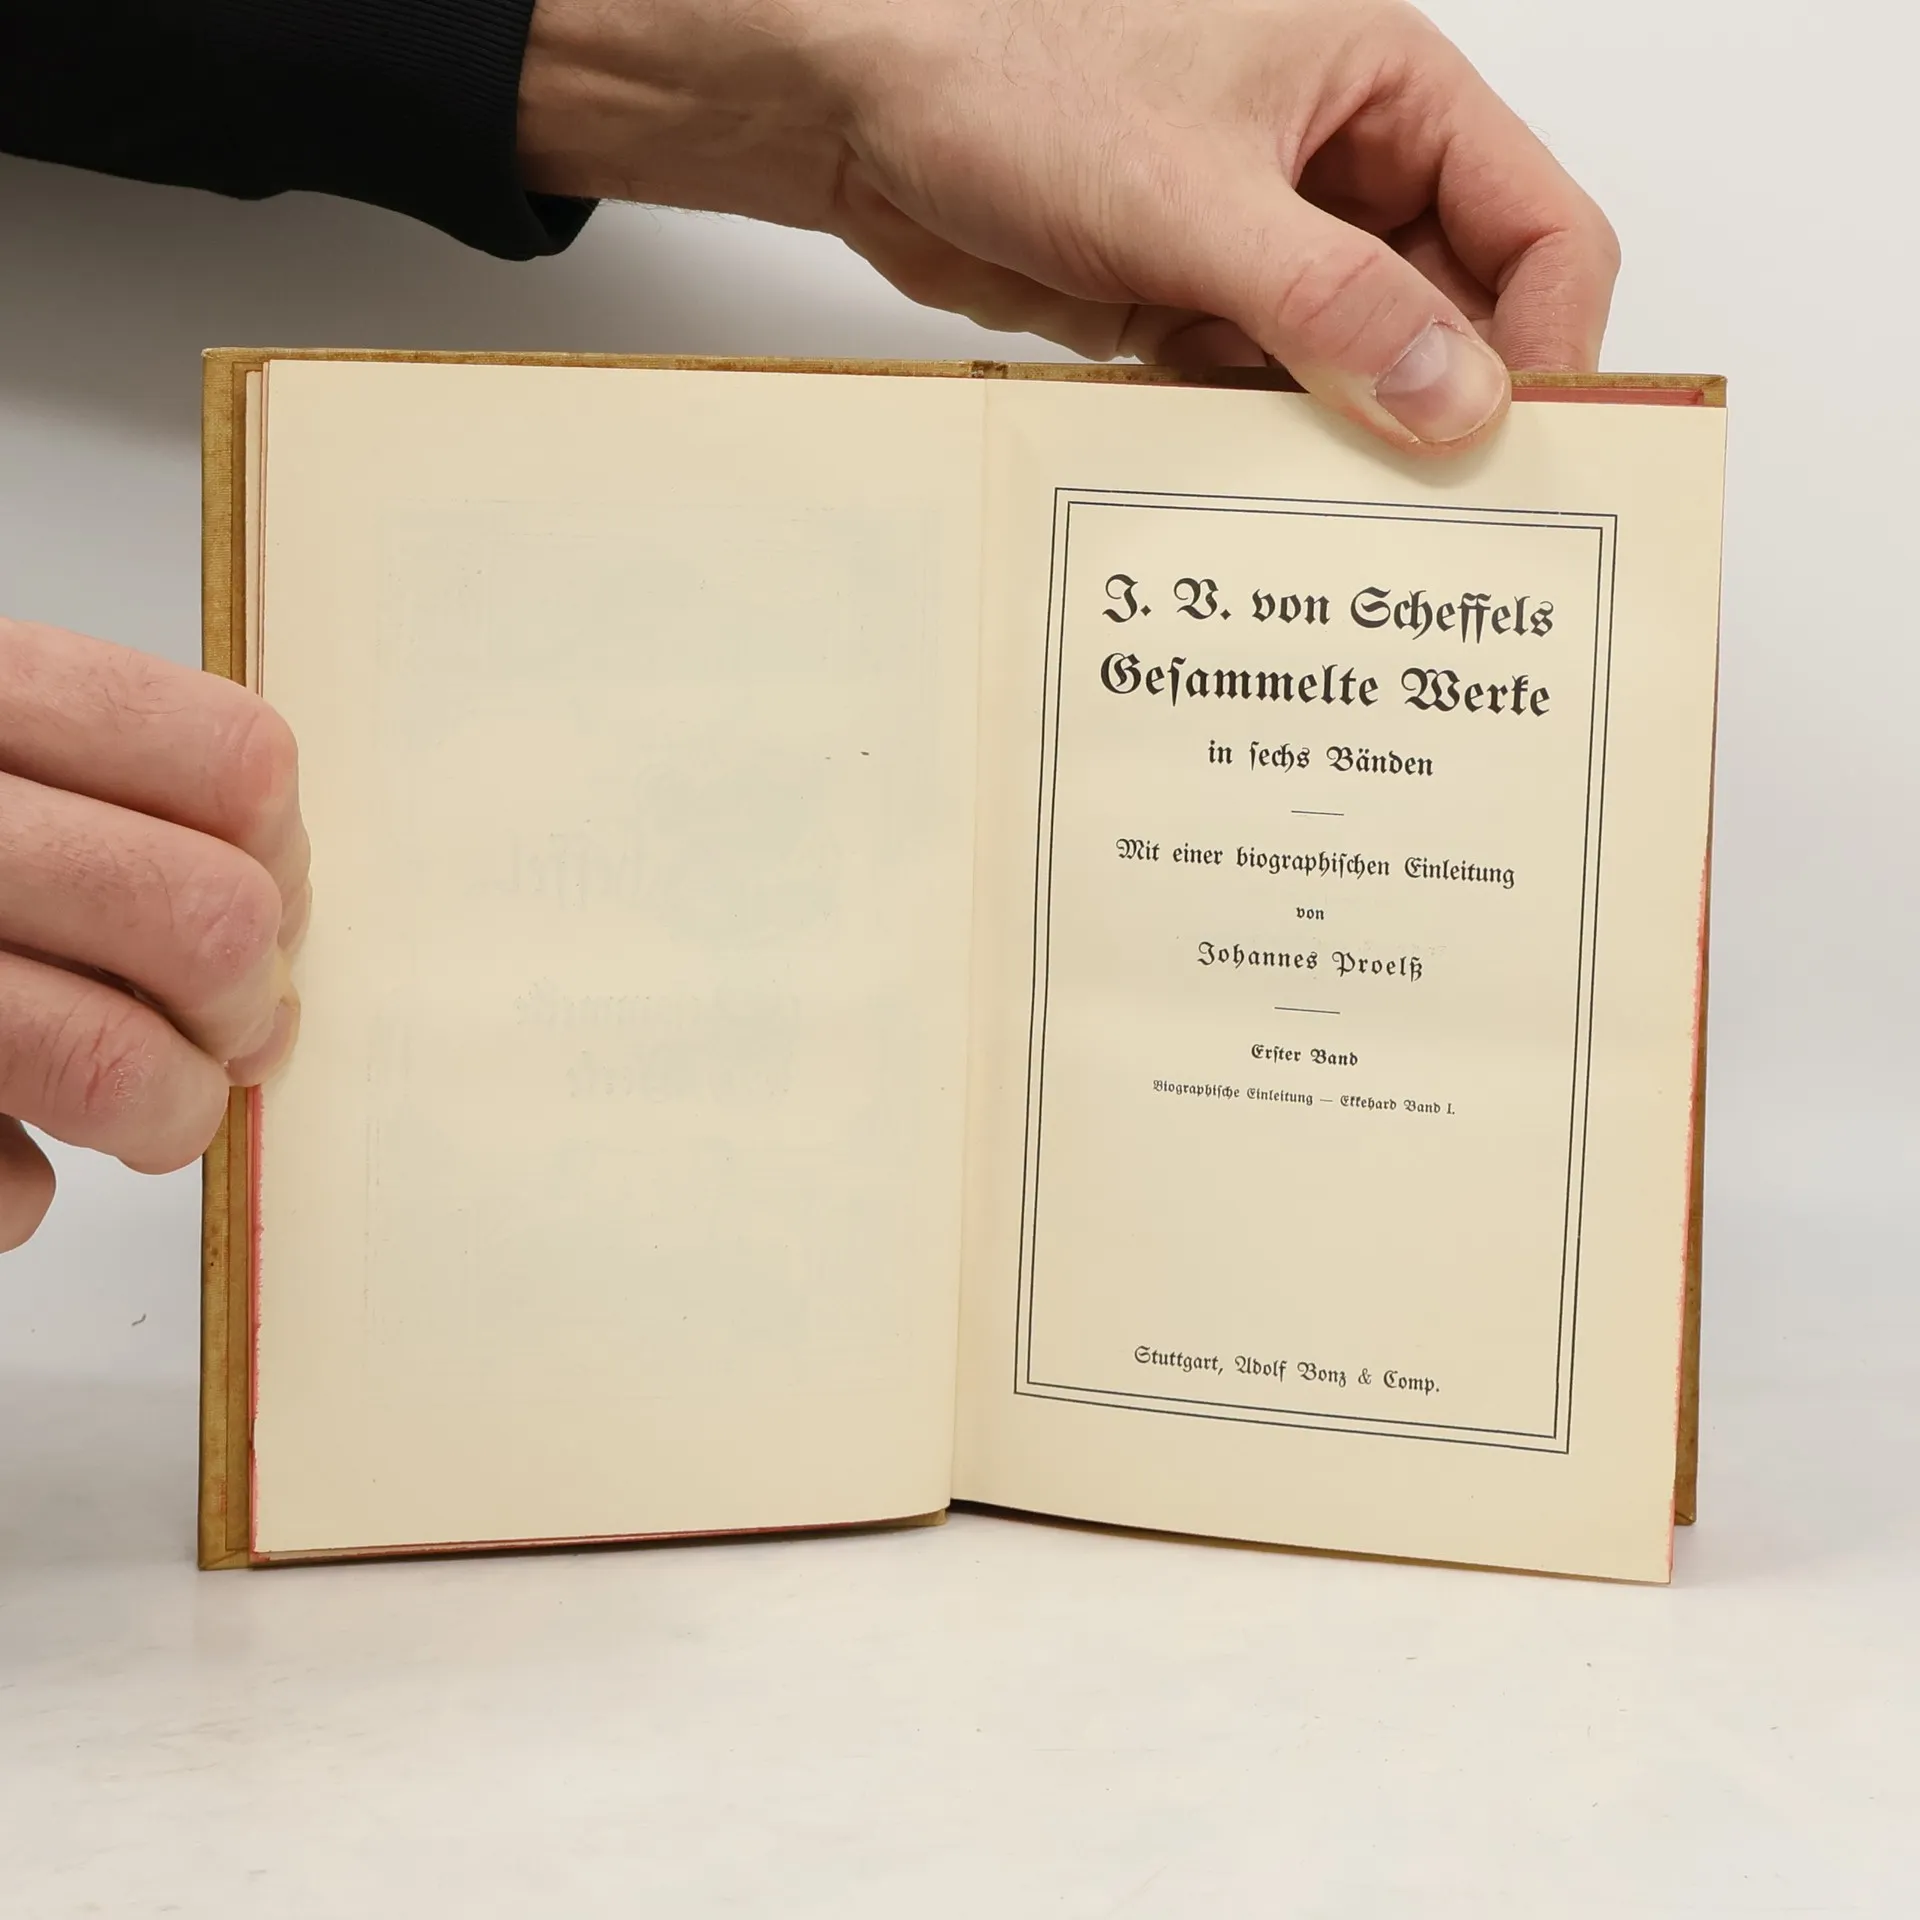 J. V. von Scheffels
Geſammelte Werke
in ſechs Bänden
Mit einer biographiſchen Einleitung
von
Johannes Proelß
Erſter Band
Biographiſche Einleitung — Ekkehard Band I.
Stuttgart, Adolf Bonz & Comp.